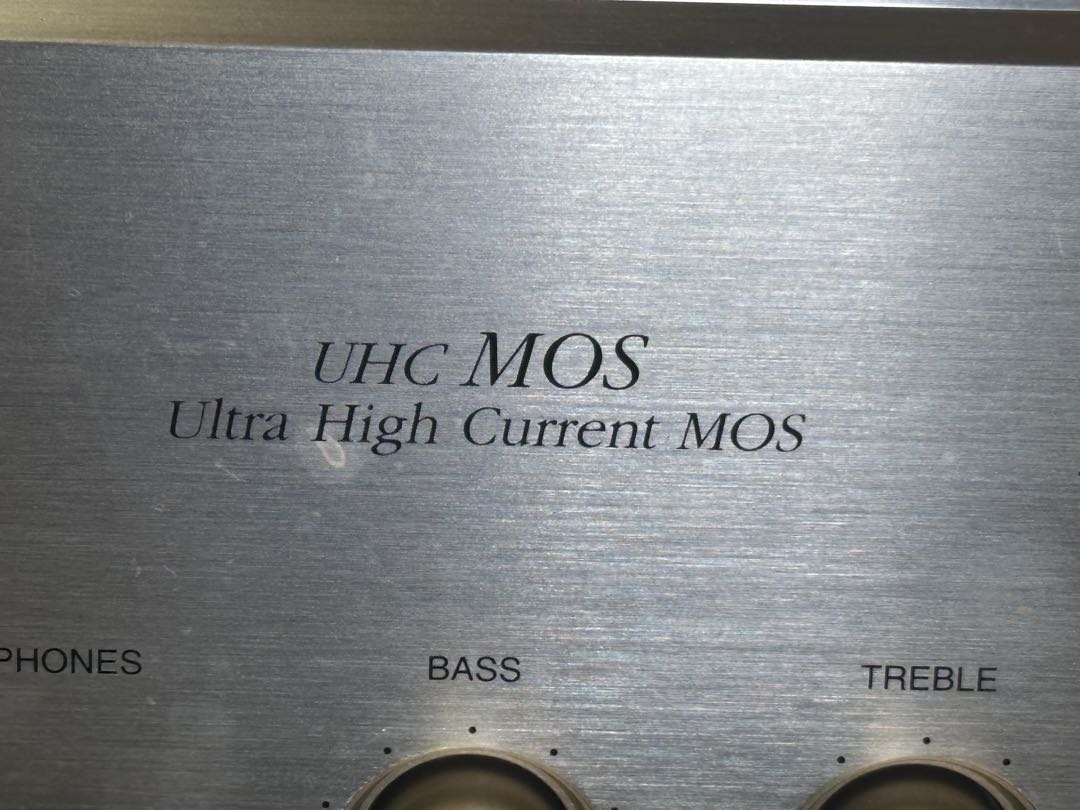 UHC MOS
Ultra High Current MOS
PHONES
BASS
TREBLE